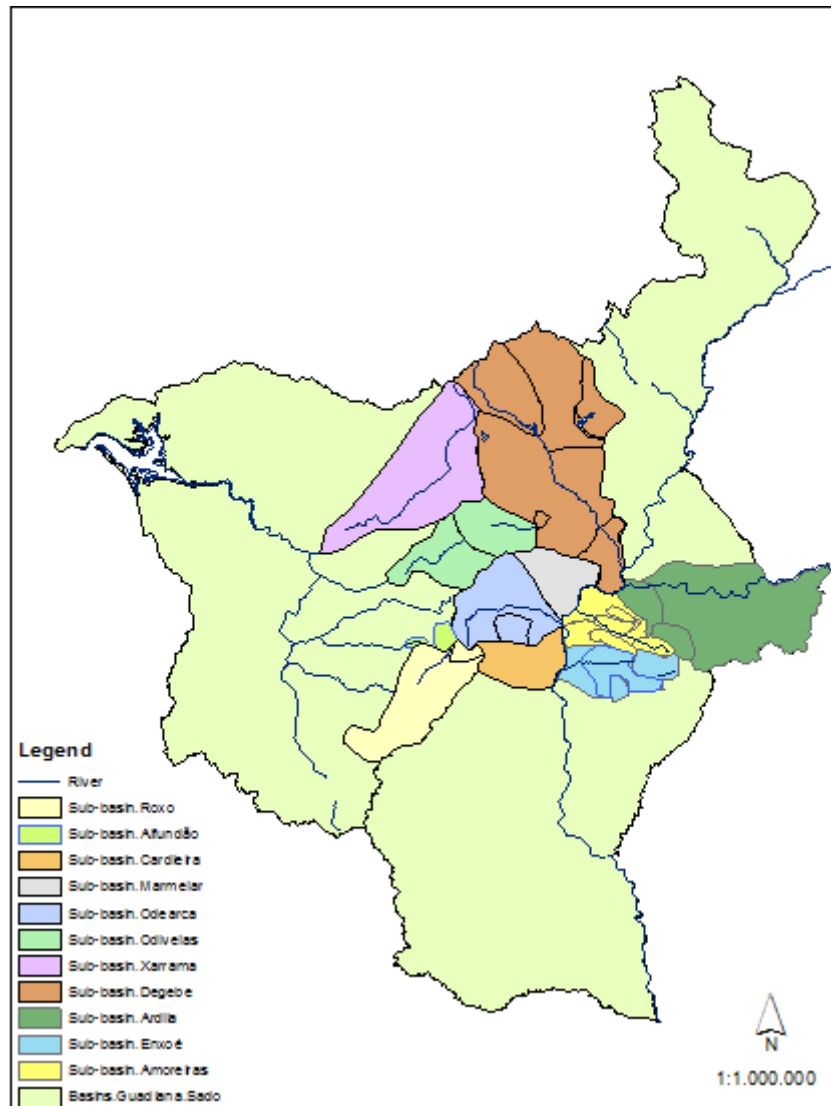 Legend
River
Sub-basin.Roxo
Sub-basin.Alfundão
Sub-basin.Cardeira
Sub-basin.Marmelar
Sub-basin.Odearca
Sub-basin.Odivelas
Sub-basin.Xarrama
Sub-basin.Degebe
Sub-basin.Ardila
Sub-basin.Enxoé
Sub-basin.Amoreiras
Basins.Guadiana.Sado
N
1:1.000.000